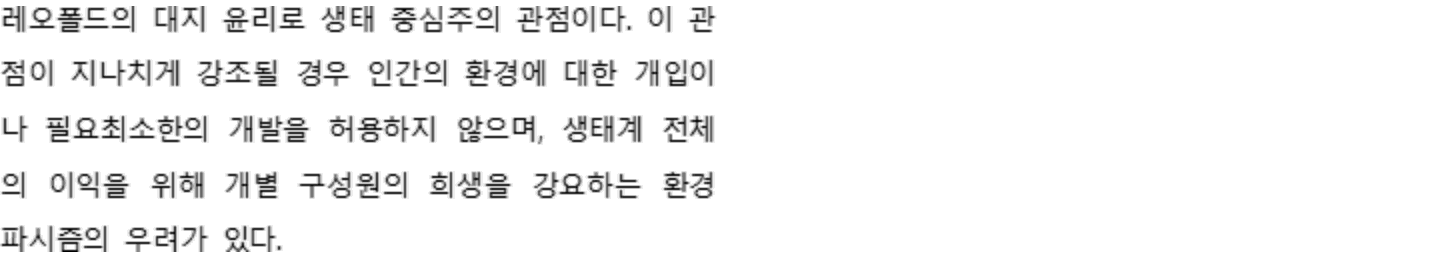 레오폴드의 대지 윤리로 생태 중심주의 관점이다. 이 관
점이 지나치게 강조될 경우 인간의 환경에 대한 개입이
나 필요최소한의 개발을 허용하지 않으며, 생태계 전체
의 이익을 위해 개별 구성원의 희생을 강요하는 환경
파시즘의 우려가 있다.